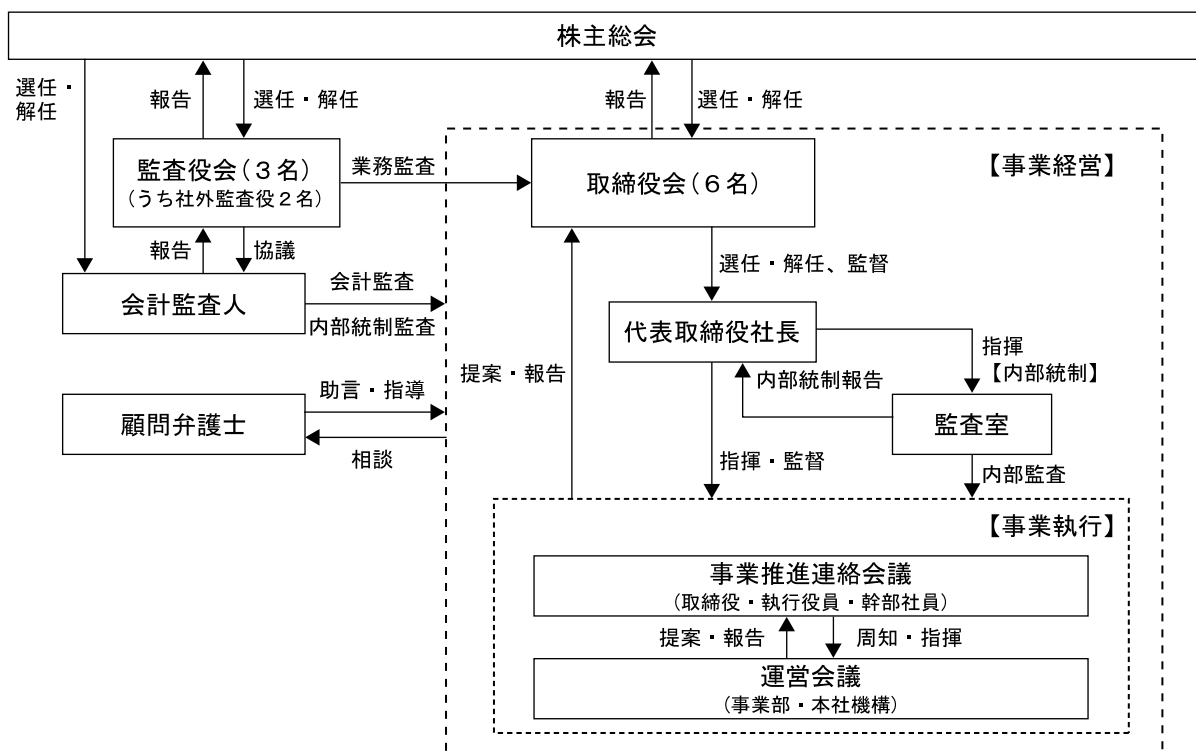 株主総会
選任・
解任
報告
選任・解任
報告
選任・解任
監査役会(3名)
(うち社外監査役2名)
業務監査
取締役会(6名)
【事業経営】
報告
協議
選任・解任、監督
会計監査人
会計監査
内部統制監査
代表取締役社長
指揮
【内部統制】
提案・報告
内部統制報告
顧問弁護士
助言・指導
相談
監査室
指揮・監督
内部監査
【事業執行】
事業推進連絡会議
(取締役・執行役員・幹部社員)
提案・報告
周知・指揮
運営会議
(事業部・本社機構)